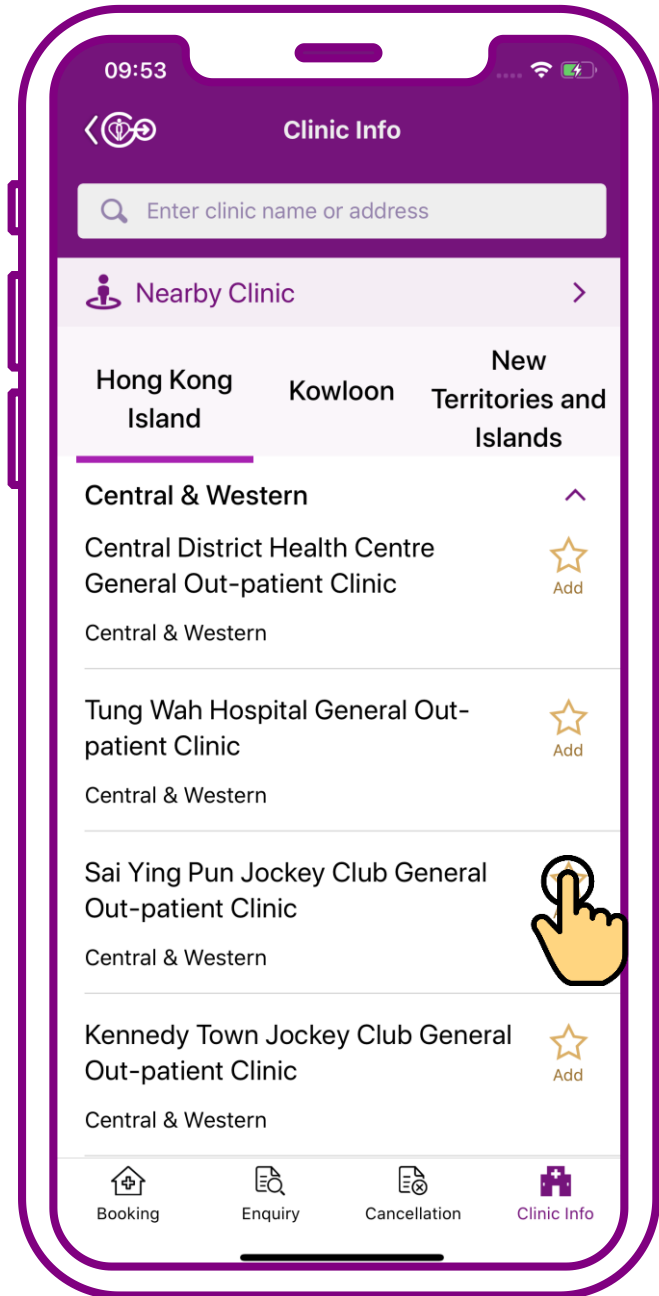 09:53
Clinic Info
Enter clinic name or address
Nearby Clinic
Hong Kong
Island
Kowloon
New
Territories and
Islands
Central & Western
Central District Health Centre
General Out-patient Clinic
Add
Central & Western
Tung Wah Hospital General Out-
patient Clinic
Add
Central & Western
Sai Ying Pun Jockey Club General
Out-patient Clinic
Central & Western
Kennedy Town Jockey Club General
Out-patient Clinic
Add
Central & Western
Booking
Enquiry
Cancellation
Clinic Info